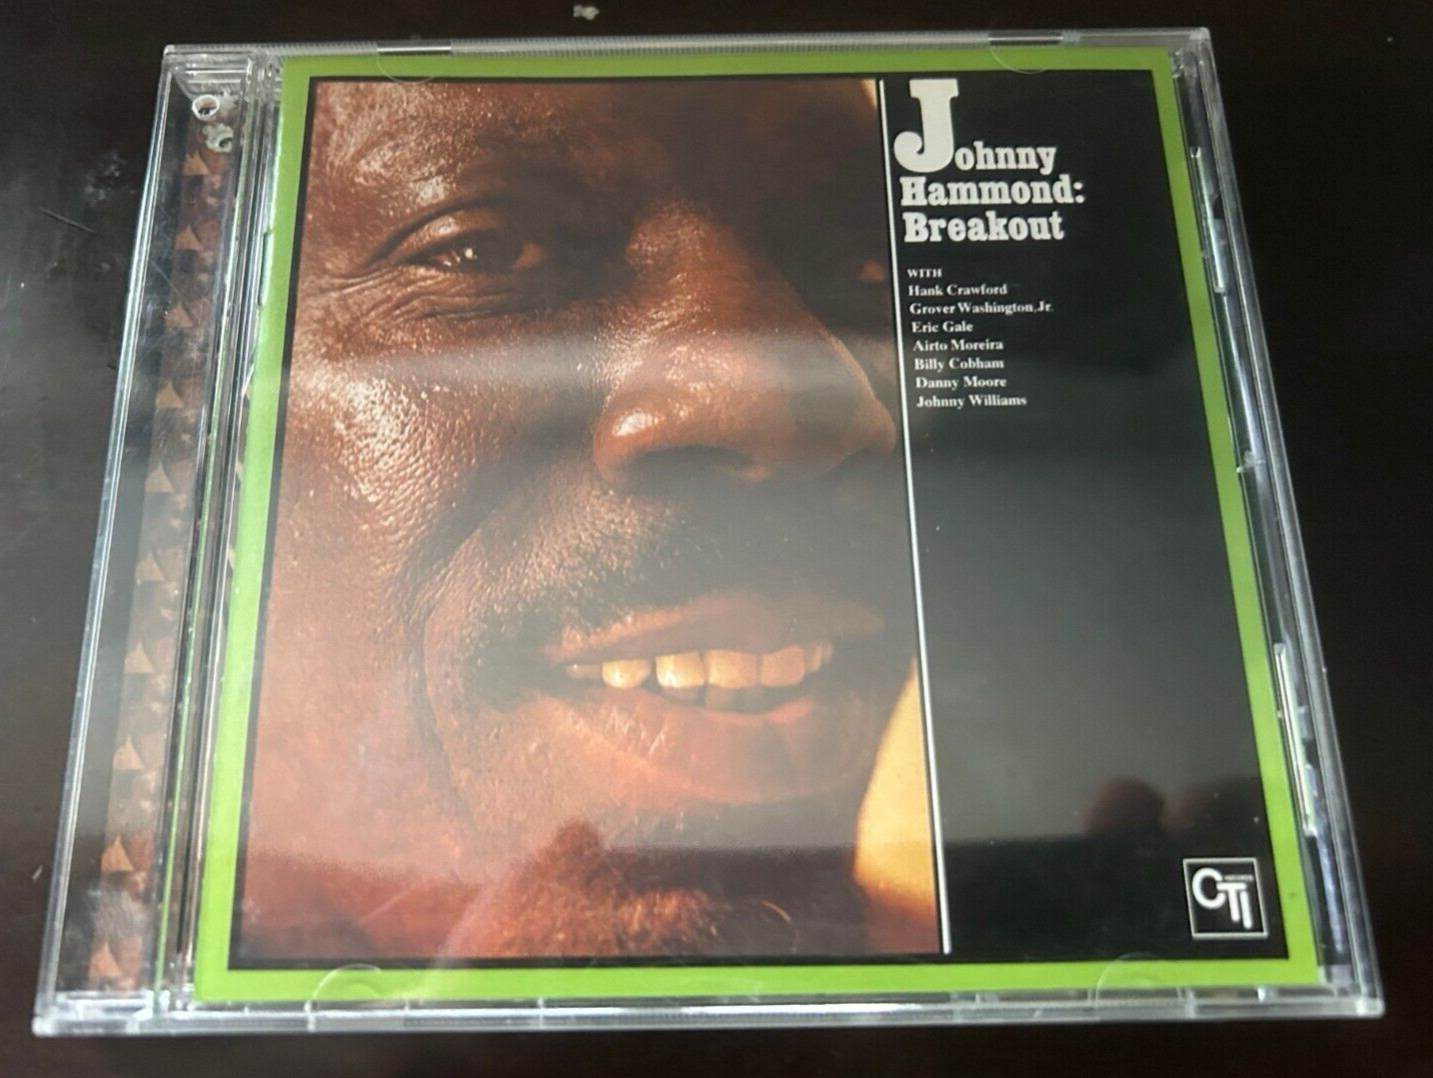 Johnny
Hammond:
Breakout
WITH
Hank Crawford
Grover Washington, Jr.
Eric Gale
Airto Moreira
Billy Cobham
Danny Moore
Johnny Williams
CTI
RECORDS